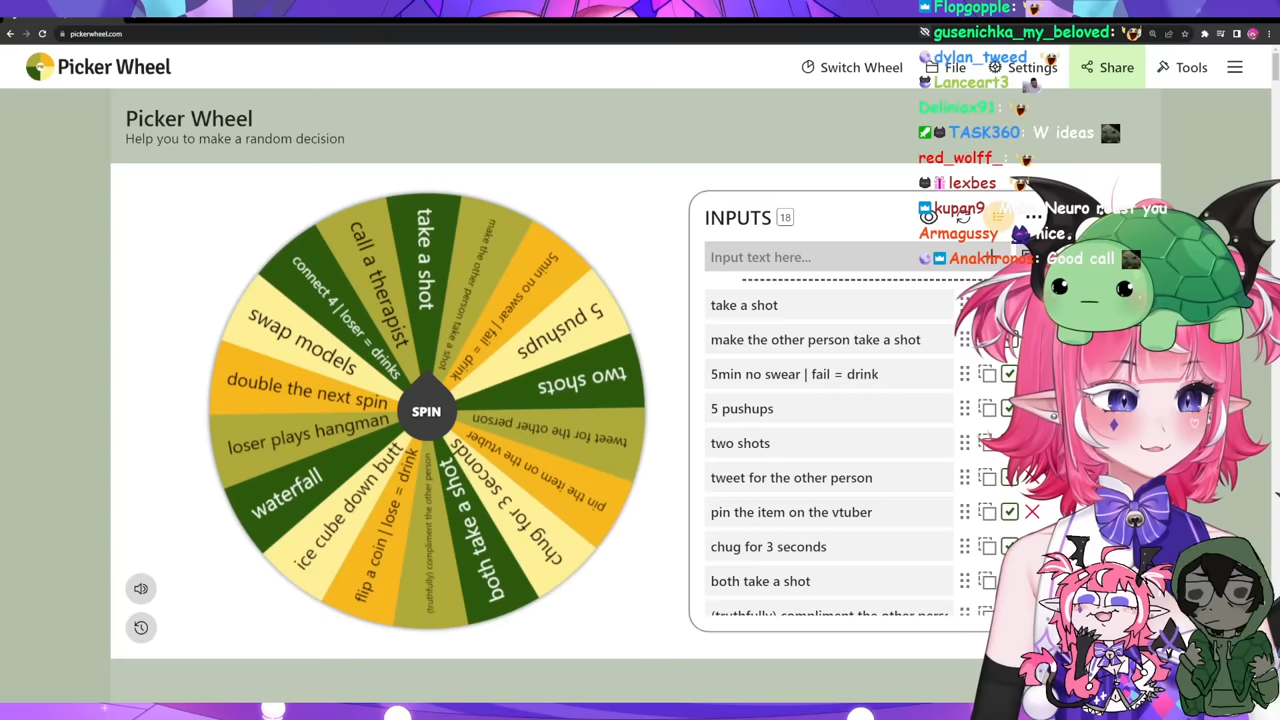 pickerwheel.com
Picker Wheel
Switch Wheel
File
Settings
Share
Tools
Picker Wheel
Help you to make a random decision
take a shot
make the other person take a shot
5min no swear | fail = drink
5 pushups
two shots
tweet for the other person
pin the item on the vtuber
chug for 3 seconds
both take a shot
(truthfully) compliment the other person
flip a coin | lose = drink
ice cube down butt
waterfall
loser plays hangman
double the next spin
swap models
connect 4 | loser = drinks
call a therapist
SPIN
INPUTS 18
Input text here...
take a shot
make the other person take a shot
5min no swear | fail = drink
5 pushups
two shots
tweet for the other person
pin the item on the vtuber
chug for 3 seconds
both take a shot
(truthfully) compliment the other pers
Flopgopple:
gusenichka_my_beloved:
dylan_tweed
Lanceart3
Deliniax91:
TASK360: W ideas
red_wolff_:
lexbes
kupan9: Neuro roast you
Armagussy nice.
Anakhronos: Good call